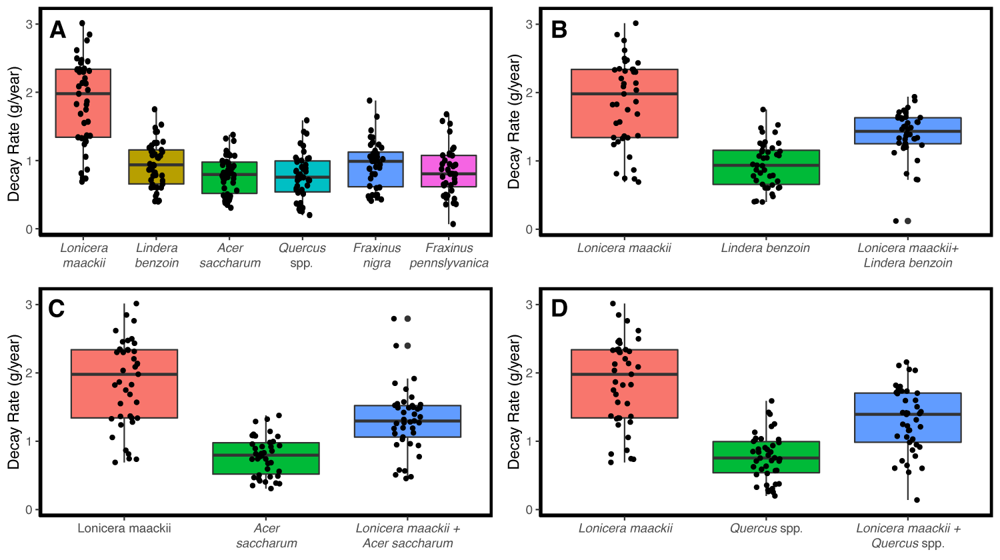 A
Decay Rate (g/year)
3
2
1
0
Lonicera maackii
Lindera benzoin
Acer saccharum
Quercus spp.
Fraxinus nigra
Fraxinus pennslyvanica
B
Decay Rate (g/year)
3
2
1
0
Lonicera maackii
Lindera benzoin
Lonicera maackii+
Lindera benzoin
C
Decay Rate (g/year)
3
2
1
0
Lonicera maackii
Acer
saccharum
Lonicera maackii +
Acer saccharum
D
Decay Rate (g/year)
3
2
1
0
Lonicera maackii
Quercus spp.
Lonicera maackii +
Quercus spp.